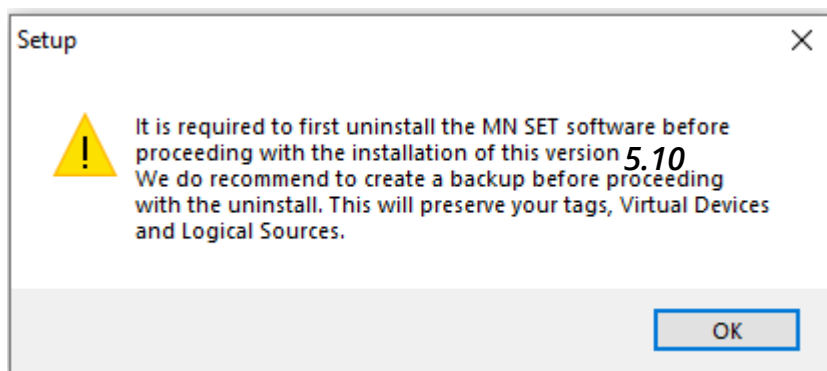 Setup
It is required to first uninstall the MN SET software before
proceeding with the installation of this version 5.10
We do recommend to create a backup before proceeding
with the uninstall. This will preserve your tags, Virtual Devices
and Logical Sources.
OK